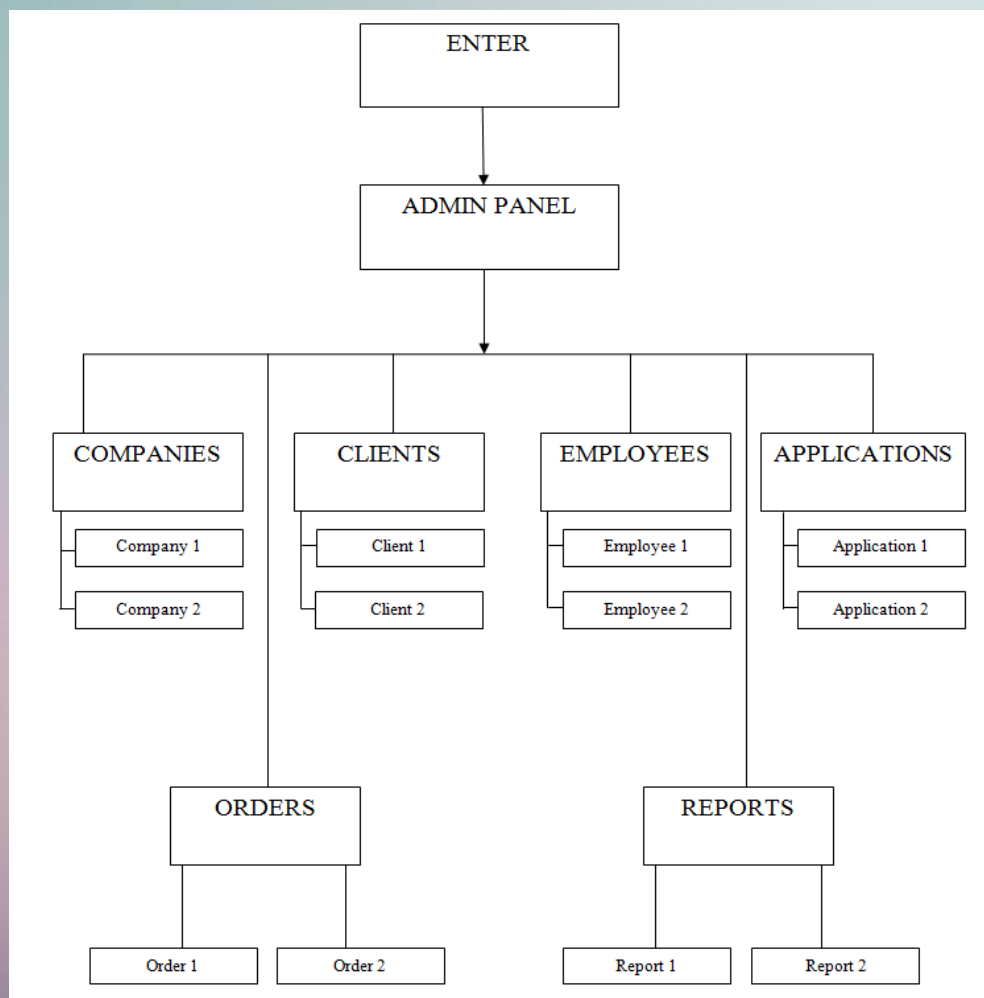 ENTER
ADMIN PANEL
COMPANIES
CLIENTS
EMPLOYEES
APPLICATIONS
Company 1
Client 1
Employee 1
Application 1
Company 2
Client 2
Employee 2
Application 2
ORDERS
REPORTS
Order 1
Order 2
Report 1
Report 2